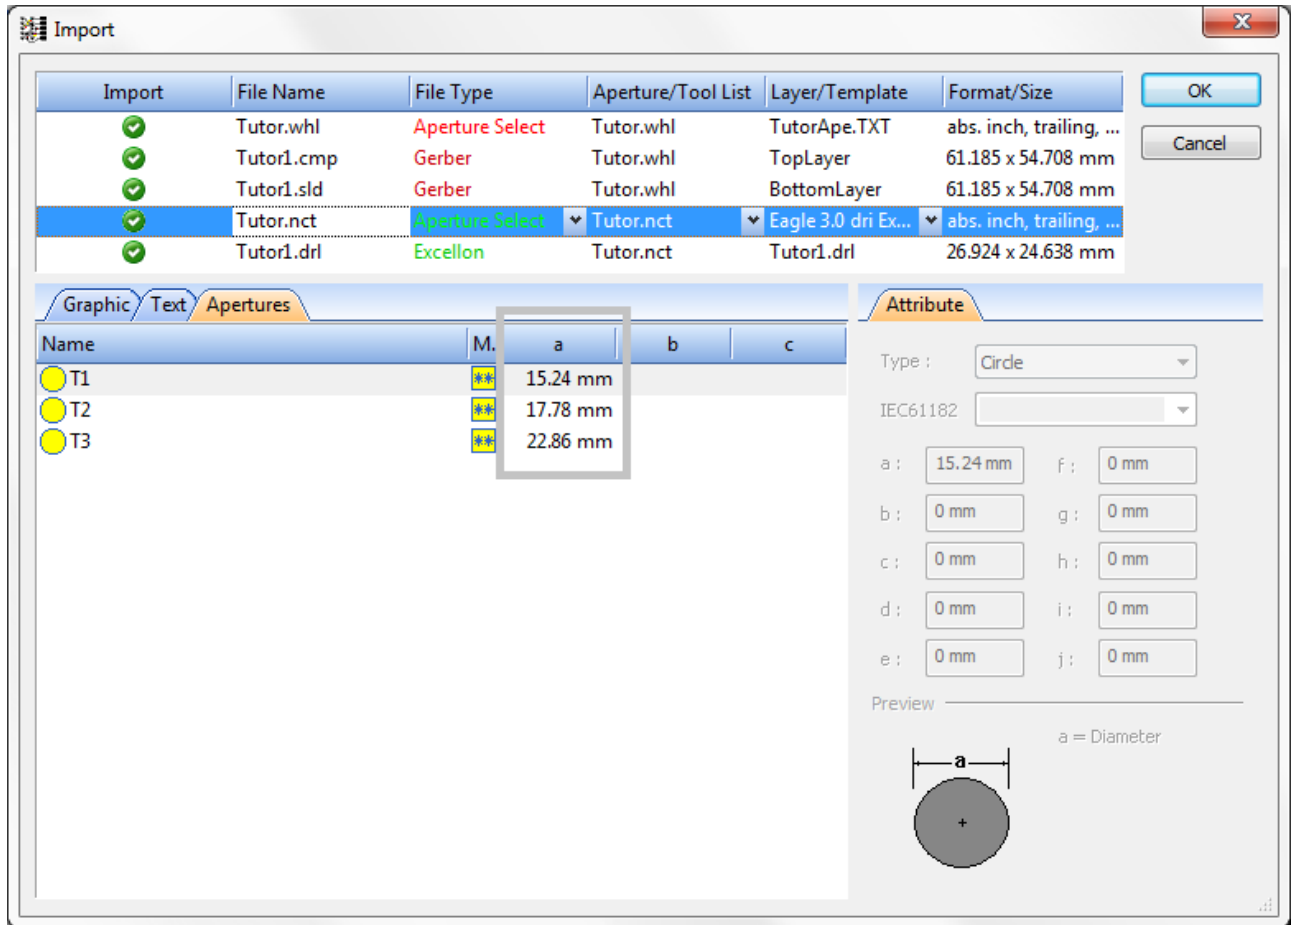 Import
Import File Name File Type Aperture/Tool List Layer/Template Format/Size OK
Tutor.whl Aperture Select Tutor.whl TutorApe.TXT abs. inch, trailing, ...
Cancel
Tutor1.cmp Gerber Tutor.whl TopLayer 61.185 x 54.708 mm
Tutor1.sld Gerber Tutor.whl BottomLayer 61.185 x 54.708 mm
Tutor.nct Aperture Select Tutor.nct Eagle 3.0 dri Ex... abs. inch, trailing, ...
Tutor1.drl Excellon Tutor.nct Tutor1.drl 26.924 x 24.638 mm
Graphic Text Apertures Attribute
Name M. a b c
Type : Circle
T1 ** 15.24 mm
T2 ** 17.78 mm
IEC61182
T3 ** 22.86 mm
a : 15.24 mm f : 0 mm
b : 0 mm g : 0 mm
c : 0 mm h : 0 mm
d : 0 mm i : 0 mm
e : 0 mm j : 0 mm
Preview
a = Diameter
a